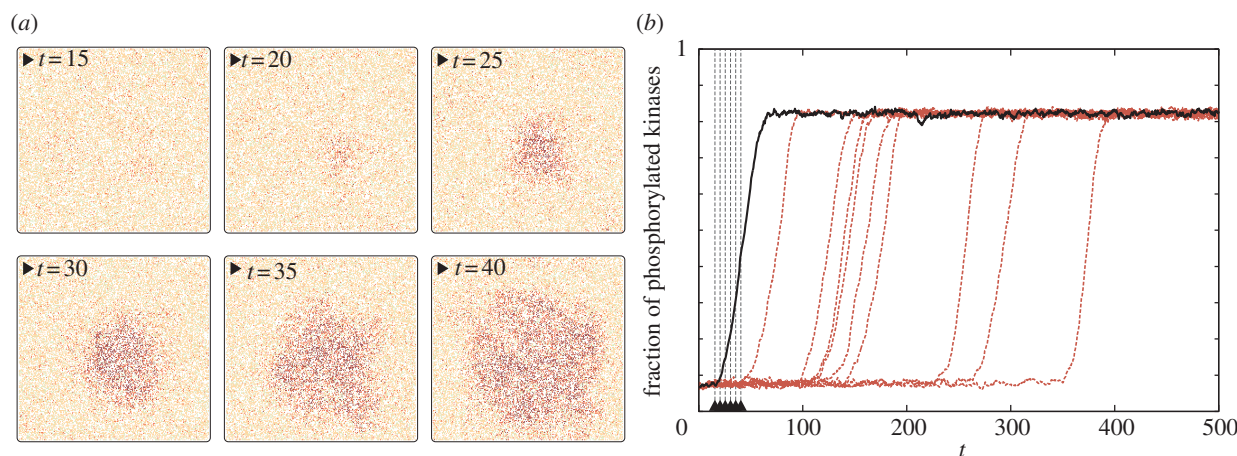 (a)
▶t=15
▶t=20
▶t=25
▶t=30
▶t=35
▶t=40
(b)
fraction of phosphorylated kinases
1
0
100
200
300
400
500
t